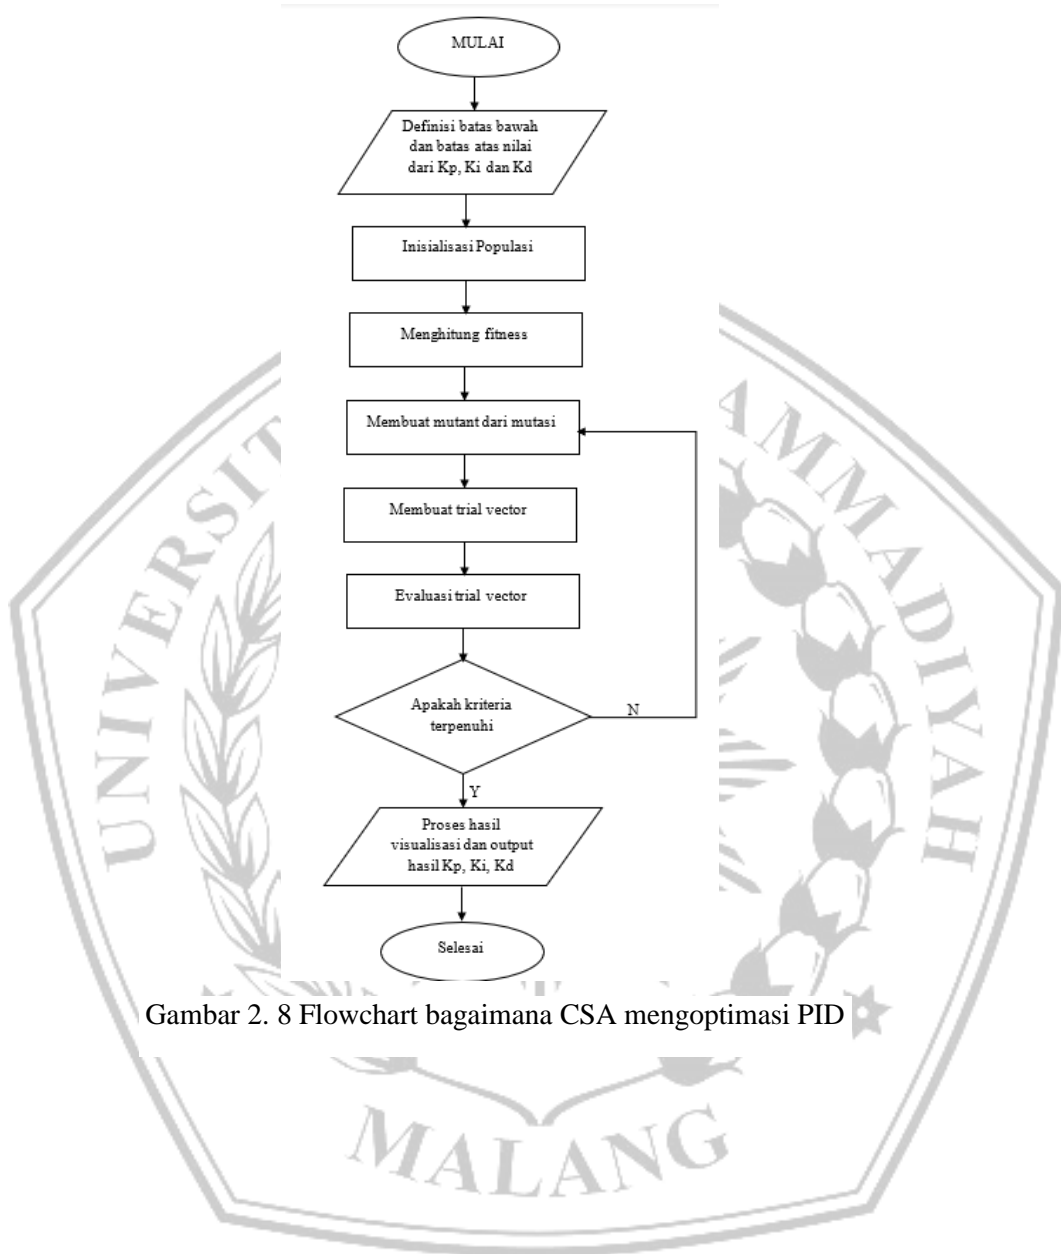 MULAI
Definisi batas bawah
dan batas atas nilai
dari Kp, Ki dan Kd
Inisialisasi Populasi
Menghitung fitness
Membuat mutant dari mutasi
Membuat trial vector
Evaluasi trial vector
Apakah kriteria
terpenuhi
N
Y
Proses hasil
visualisasi dan output
hasil Kp, Ki, Kd
Selesai
Gambar 2. 8 Flowchart bagaimana CSA mengoptimasi PID
MALANG